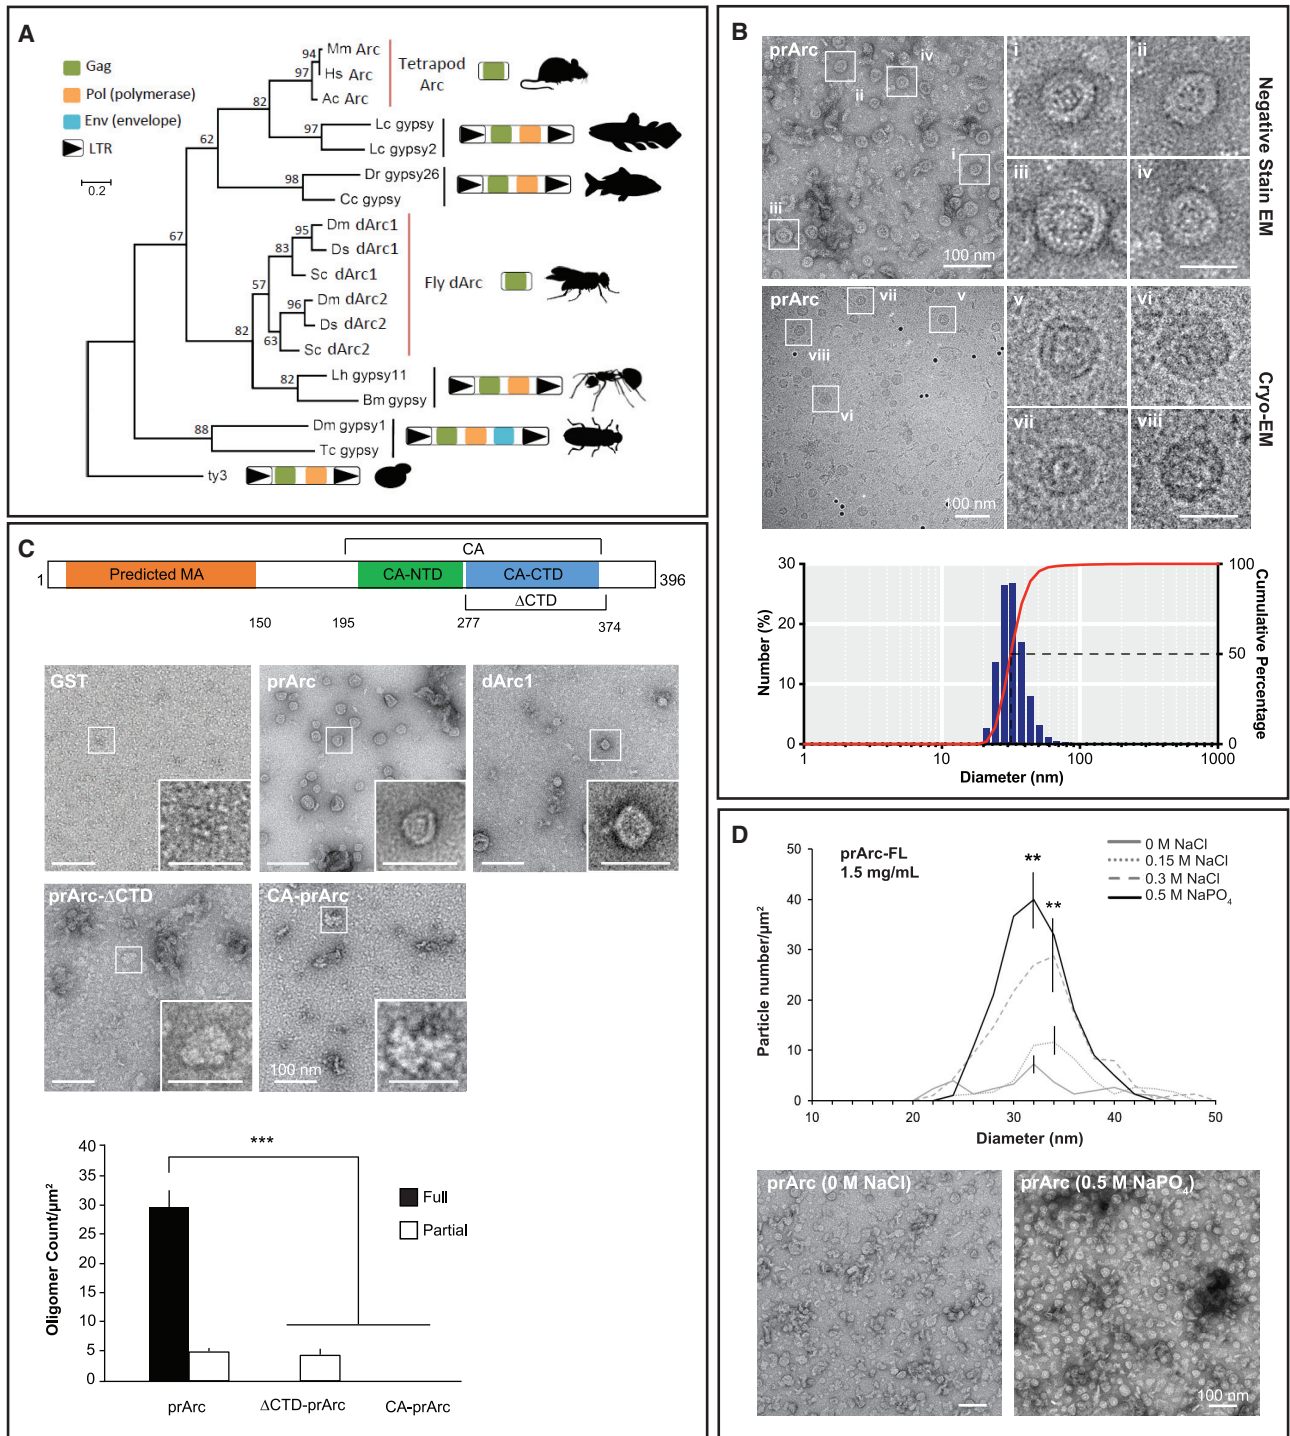 A
Gag
Pol (polymerase)
Env (envelope)
LTR
0.2
94
97
82
97
62
98
67
95
83
57
96
63
82
82
88
Mm Arc
Hs Arc
Ac Arc
Tetrapod
Arc
Lc gypsy
Lc gypsy2
Dr gypsy26
Cc gypsy
Dm dArc1
Ds dArc1
Sc dArc1
Dm dArc2
Ds dArc2
Sc dArc2
Fly dArc
Lh gypsy11
Bm gypsy
Dm gypsy1
Tc gypsy
ty3
B
prArc
iv
ii
i
iii
100 nm
i
ii
iii
iv
Negative Stain EM
prArc
vii
v
viii
vi
100 nm
v
vi
vii
viii
Cryo-EM
30
20
10
0
Number (%)
100
50
0
Cumulative Percentage
1
10
100
1000
Diameter (nm)
C
CA
1
Predicted MA
CA-NTD
CA-CTD
396
ΔCTD
150
195
277
374
GST
prArc
dArc1
prArc-ΔCTD
CA-prArc
100 nm
***
40
35
30
25
20
15
10
5
0
Oligomer Count/µm²
Full
Partial
prArc
ΔCTD-prArc
CA-prArc
D
prArc-FL
1.5 mg/mL
**
**
0 M NaCl
0.15 M NaCl
0.3 M NaCl
0.5 M NaPO₄
50
40
30
20
10
0
Particle number/µm²
10
20
30
40
50
Diameter (nm)
prArc (0 M NaCl)
prArc (0.5 M NaPO₄)
100 nm